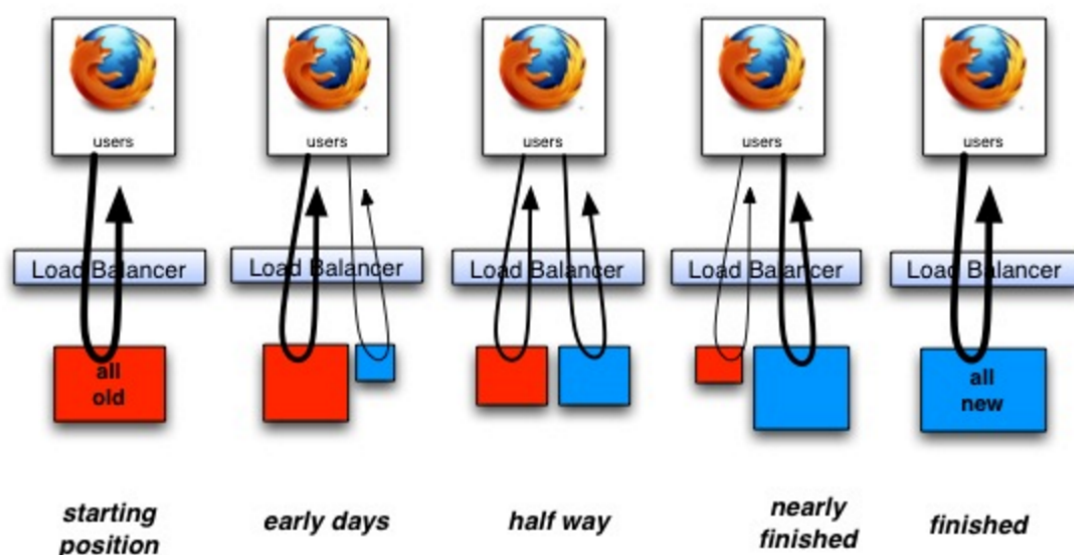 users
users
users
users
users
Load Balancer
Load Balancer
Load Balancer
Load Balancer
Load Balancer
all
old
all
new
starting
position
early days
half way
nearly
finished
finished